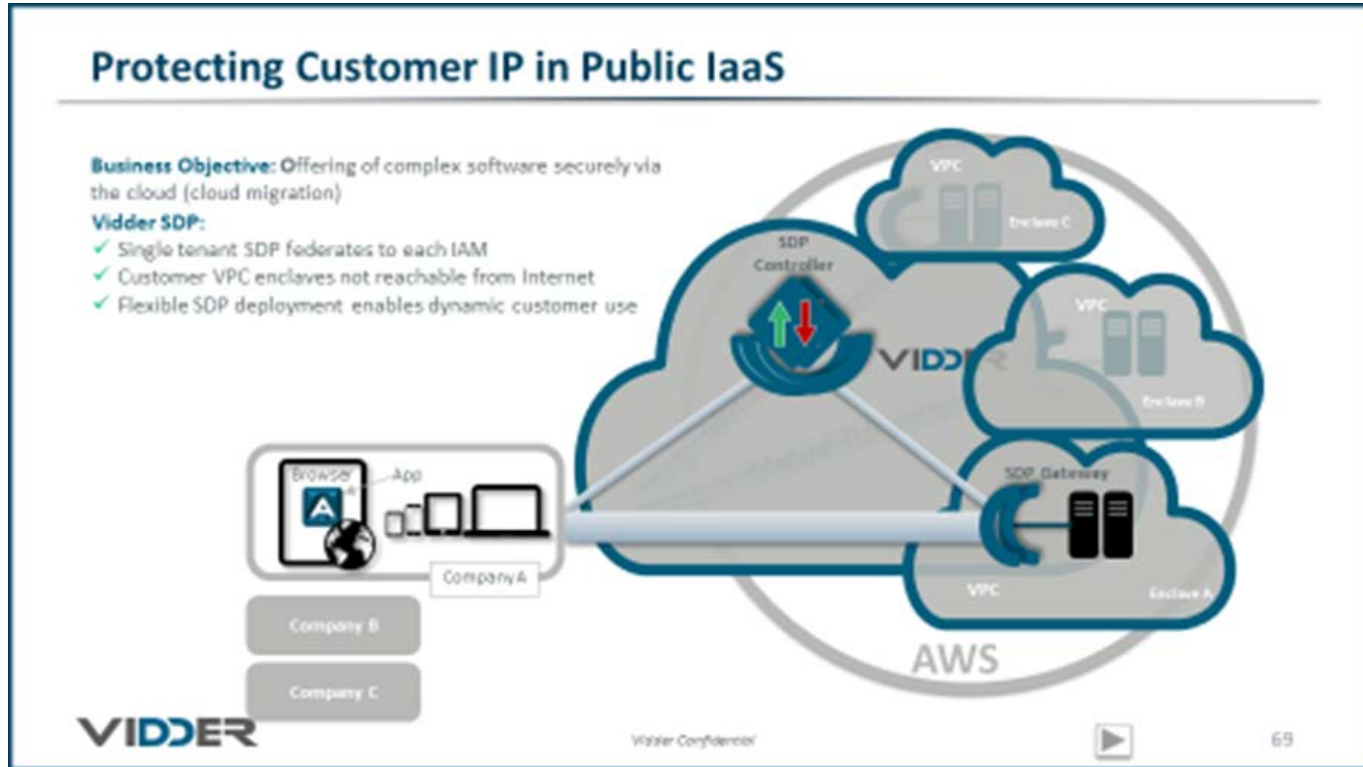 Protecting Customer IP in Public IaaS
Business Objective: Offering of complex software securely via
the cloud (cloud migration)
Vidder SDP:
✓ Single tenant SDP federates to each IAM
✓ Customer VPC enclaves not reachable from Internet
✓ Flexible SDP deployment enables dynamic customer use
VPC
Enclave C
SDP
Controller
VIDDER
VPC
Enclave B
SDP Gateway
VPC
Enclave A
AWS
Browser
App
A
Company A
Company B
Company C
VIDDER
Vidder Confidential
69